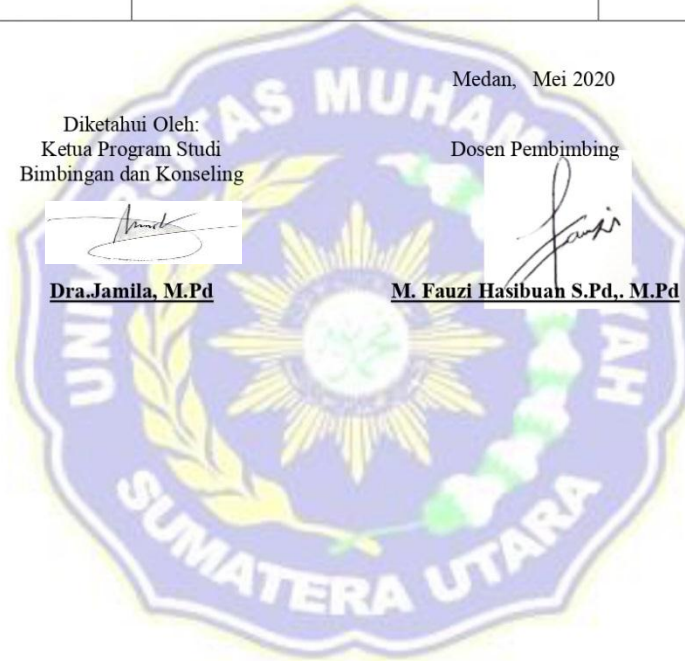 Medan, Mei 2020
Diketahui Oleh:
Ketua Program Studi
Bimbingan dan Konseling
Dosen Pembimbing
Dra.Jamila, M.Pd
M. Fauzi Hasibuan S.Pd,. M.Pd
UNIVERSITAS MUHAMMADIYAH
SUMATERA UTARA